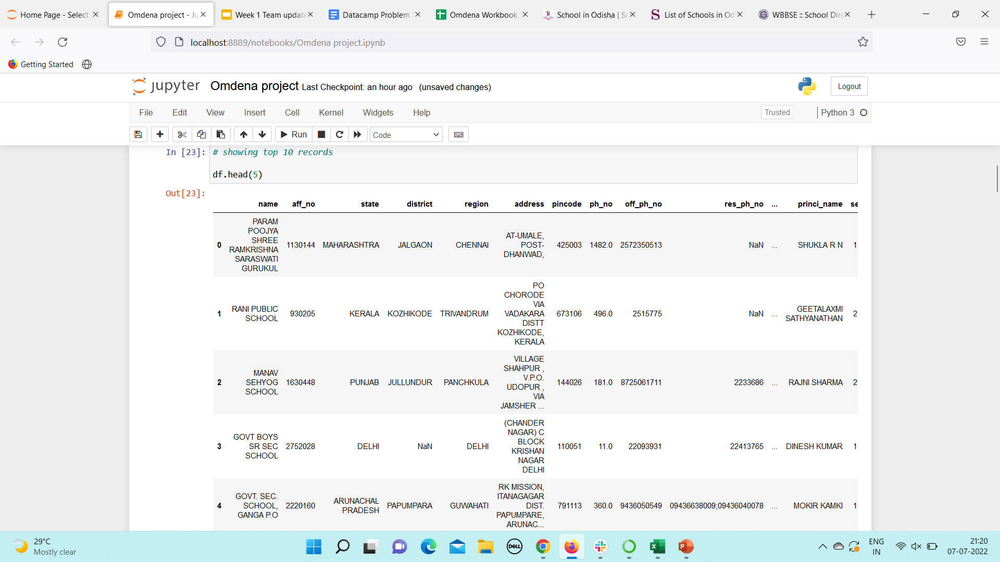 Home Page - Select
Omdena project - Ju
Week 1 Team update
Datacamp Problem S
Omdena Workbook T
School in Odisha | Sc
List of Schools in Od
WBBSE :: School Dire
localhost:8889/notebooks/Omdena project.ipynb
Getting Started
jupyter Omdena project Last Checkpoint: an hour ago (unsaved changes)
Logout
File Edit View Insert Cell Kernel Widgets Help
Trusted Python 3
Run Code
In [23]: # showing top 10 records
df.head(5)
Out[23]:
name aff_no state district region address pincode ph_no off_ph_no res_ph_no ... princi_name se
0 PARAM POOJYA SHREE RAMKRISHNA SARASWATI GURUKUL 1130144 MAHARASHTRA JALGAON CHENNAI AT-UMALE, POST- DHANWAD, 425003 1482.0 2572350513 NaN ... SHUKLA R N 1
1 RANI PUBLIC SCHOOL 930205 KERALA KOZHIKODE TRIVANDRUM PO CHORODE VIA VADAKARA DISTT KOZHIKODE, KERALA 673106 496.0 2515775 NaN ... GEETALAXMI SATHYANATHAN 2
2 MANAV SEHYOG SCHOOL 1630448 PUNJAB JULLUNDUR PANCHKULA VILLAGE SHAHPUR , V.P.O. UDOPUR , VIA JAMSHER ... 144026 181.0 8725061711 2233686 ... RAJNI SHARMA 2
3 GOVT BOYS SR SEC SCHOOL 2752028 DELHI NaN DELHI (CHANDER NAGAR) C BLOCK KRISHAN NAGAR DELHI 110051 11.0 22093931 22413765 ... DINESH KUMAR 1
4 GOVT. SEC. SCHOOL, GANGA P.O 2220160 ARUNACHAL PRADESH PAPUMPARA GUWAHATI RK MISSION, ITANAGAGAR DIST. PAPUMPARE, ARUNAC... 791113 360.0 9436050549 09436638009;09436040078 ... MOKIR KAMKI 1
29°C
Mostly clear
DELL
ENG
IN
21:20
07-07-2022